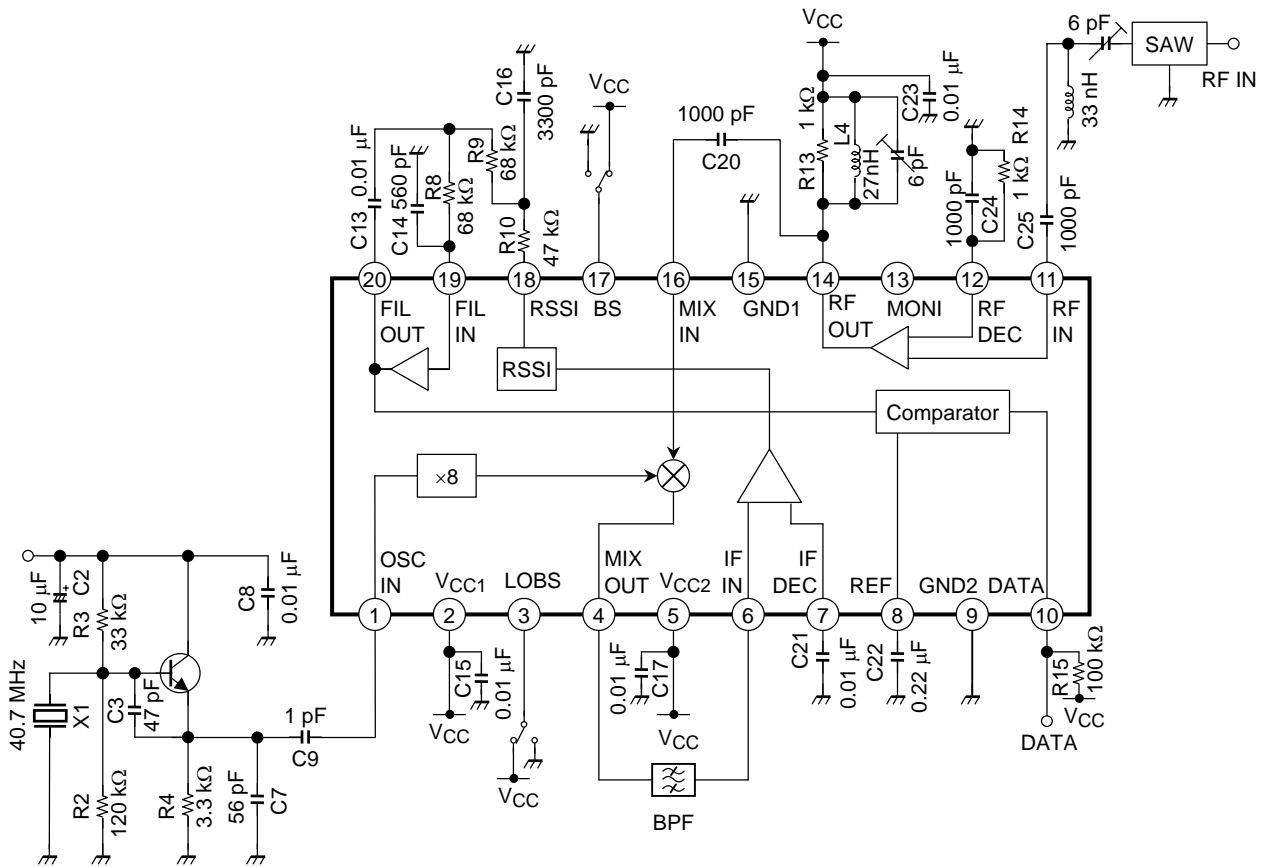 VCC
6 pF
SAW
RF IN
33 nH
C16
3300 pF
VCC
1000 pF
C20
1 kΩ
R13
L4
27nH
6 pF
C23
0.01 μF
R14
1 kΩ
C24
1000 pF
C25
1000 pF
C13 0.01 μF
C14 560 pF
R8
68 kΩ
R9
68 kΩ
R10
47 kΩ
20
19
18
17
16
15
14
13
12
11
FIL OUT
FIL IN
RSSI
BS
MIX IN
GND1
RF OUT
MONI
RF DEC
RF IN
RSSI
Comparator
×8
OSC IN
VCC1
LOBS
MIX OUT
VCC2
IF IN
IF DEC
REF
GND2
DATA
1
2
3
4
5
6
7
8
9
10
10 μF
C2
R3
33 kΩ
C8
0.01 μF
40.7 MHz
X1
C3
47 pF
R2
120 kΩ
R4
3.3 kΩ
56 pF
C7
1 pF
C9
C15
0.01 μF
VCC
VCC
0.01 μF
C17
VCC
BPF
C21
0.01 μF
C22
0.22 μF
R15
100 kΩ
VCC
DATA